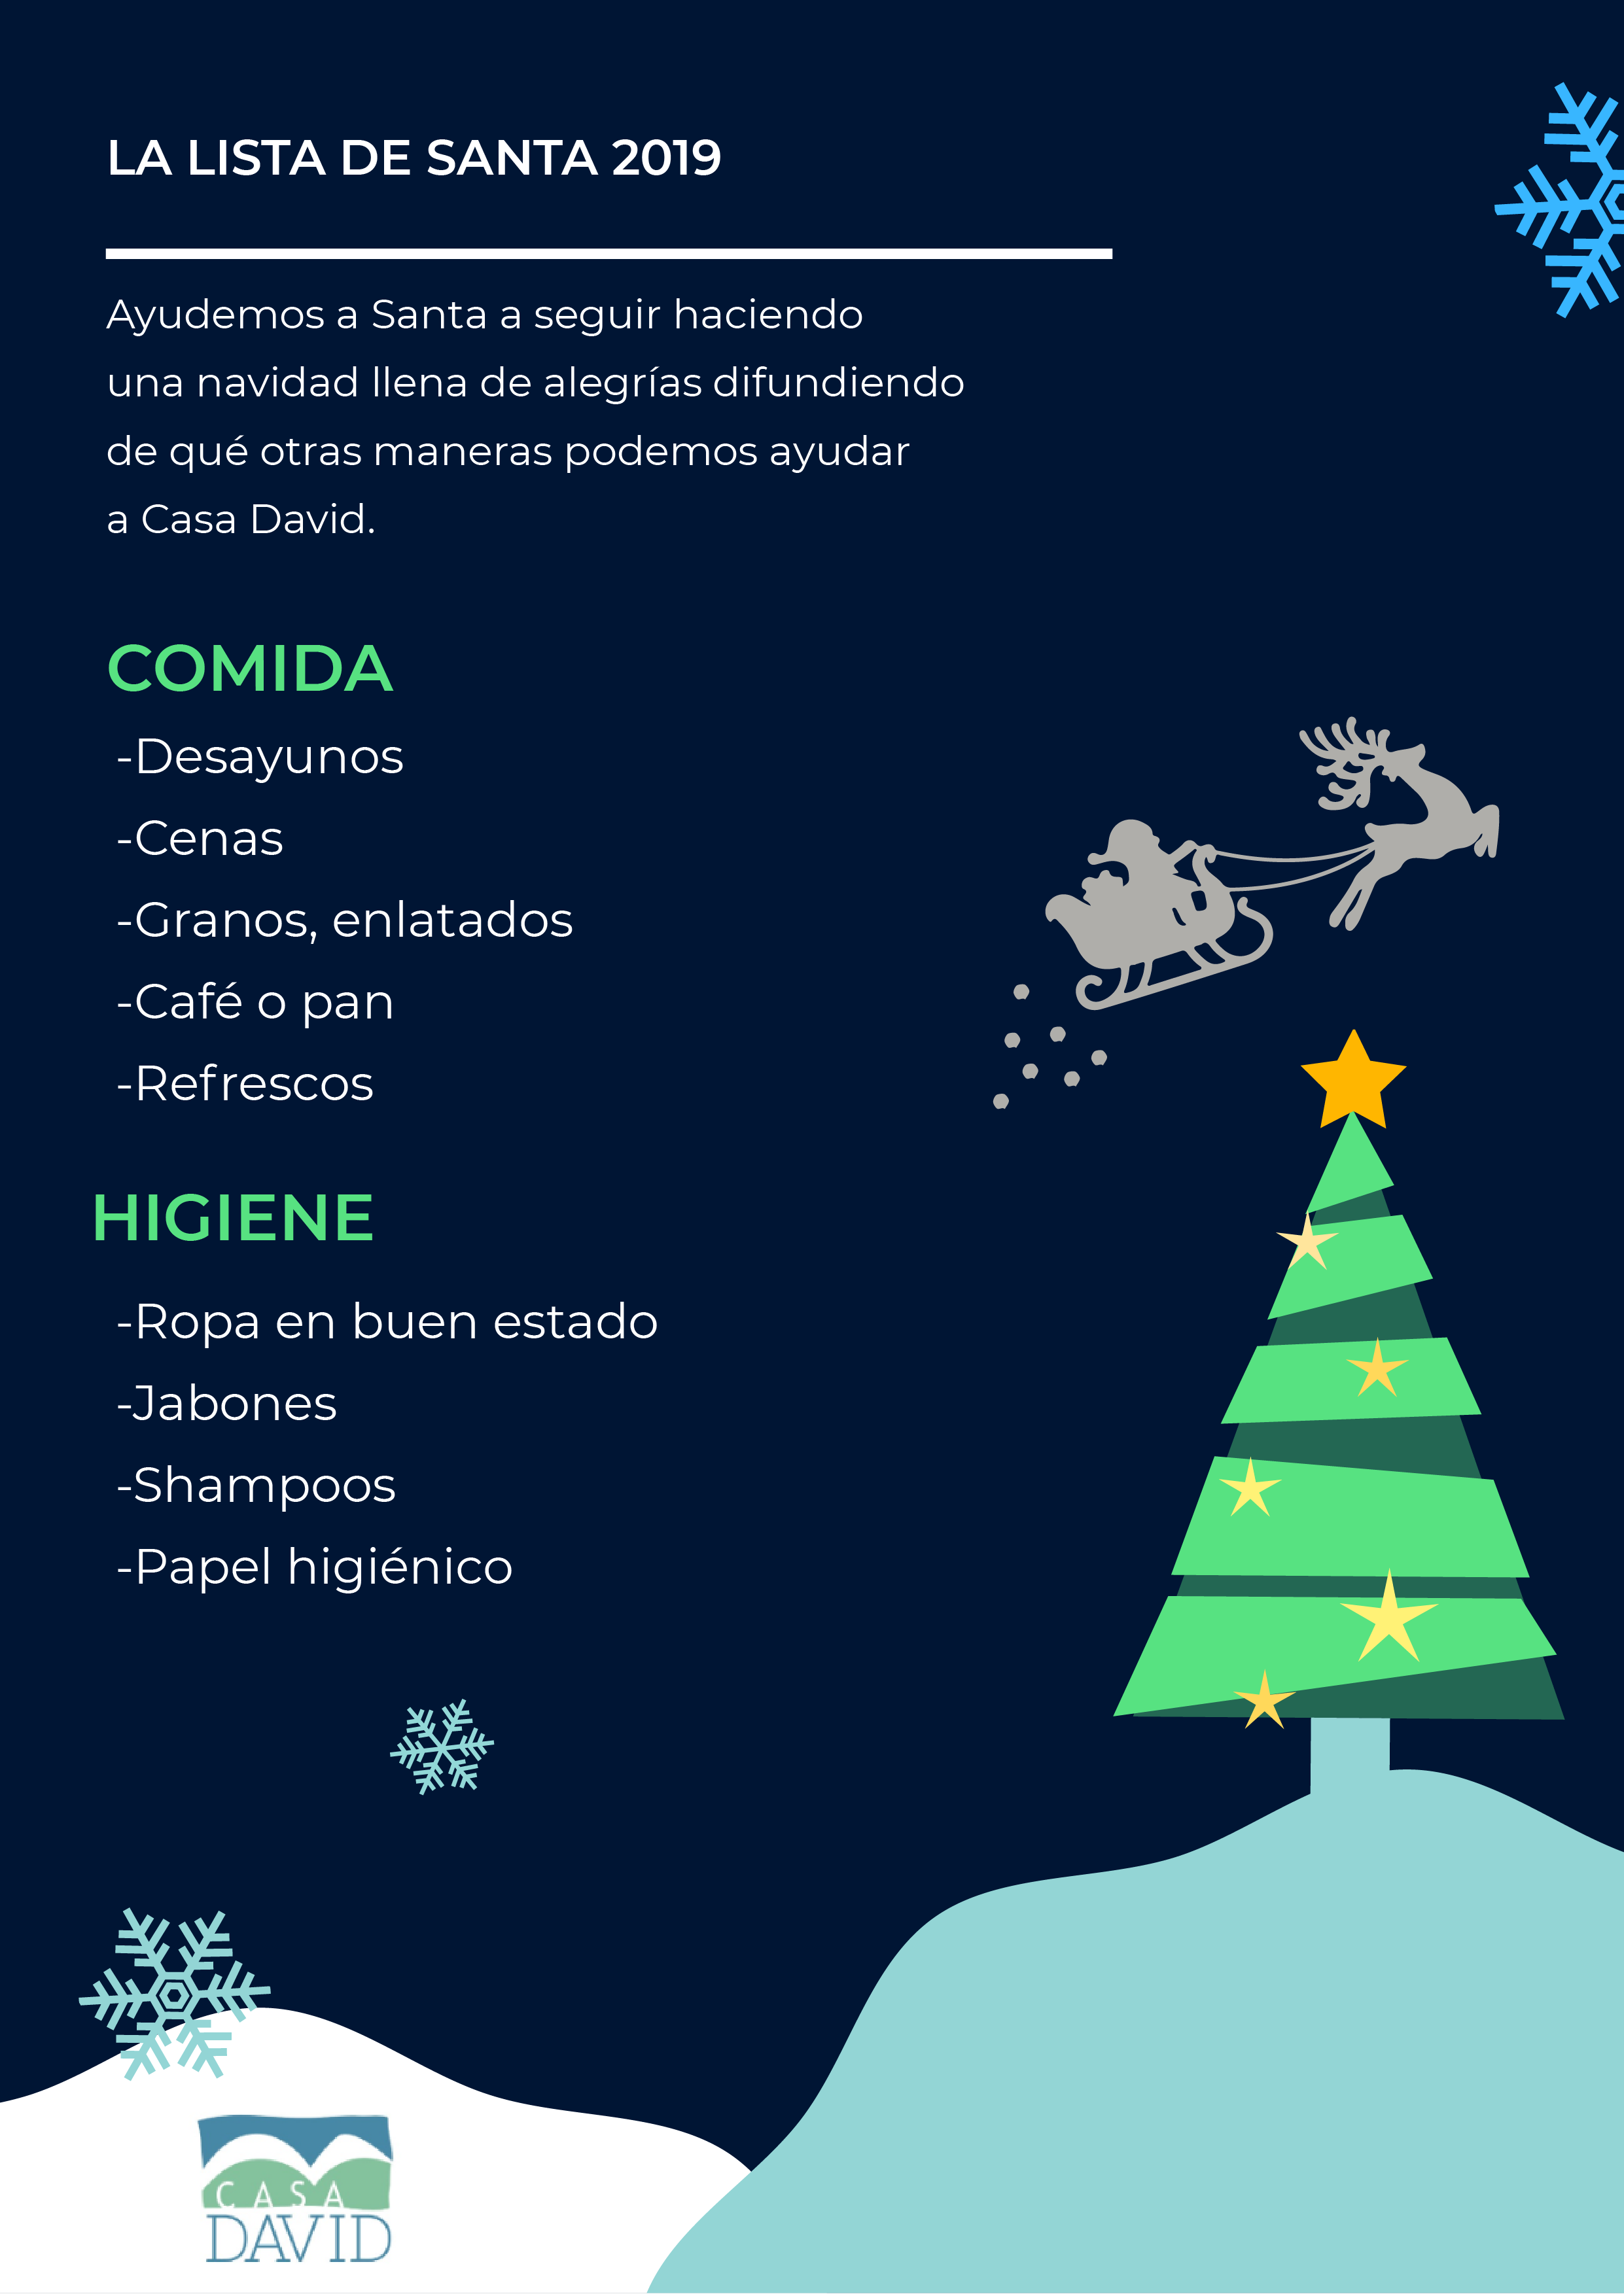 LA LISTA DE SANTA 2019
Ayudemos a Santa a seguir haciendo
una navidad llena de alegrías difundiendo
de qué otras maneras podemos ayudar
a Casa David.
COMIDA
-Desayunos
-Cenas
-Granos, enlatados
-Café o pan
-Refrescos
HIGIENE
-Ropa en buen estado
-Jabones
-Shampoos
-Papel higiénico
CASA
DAVID